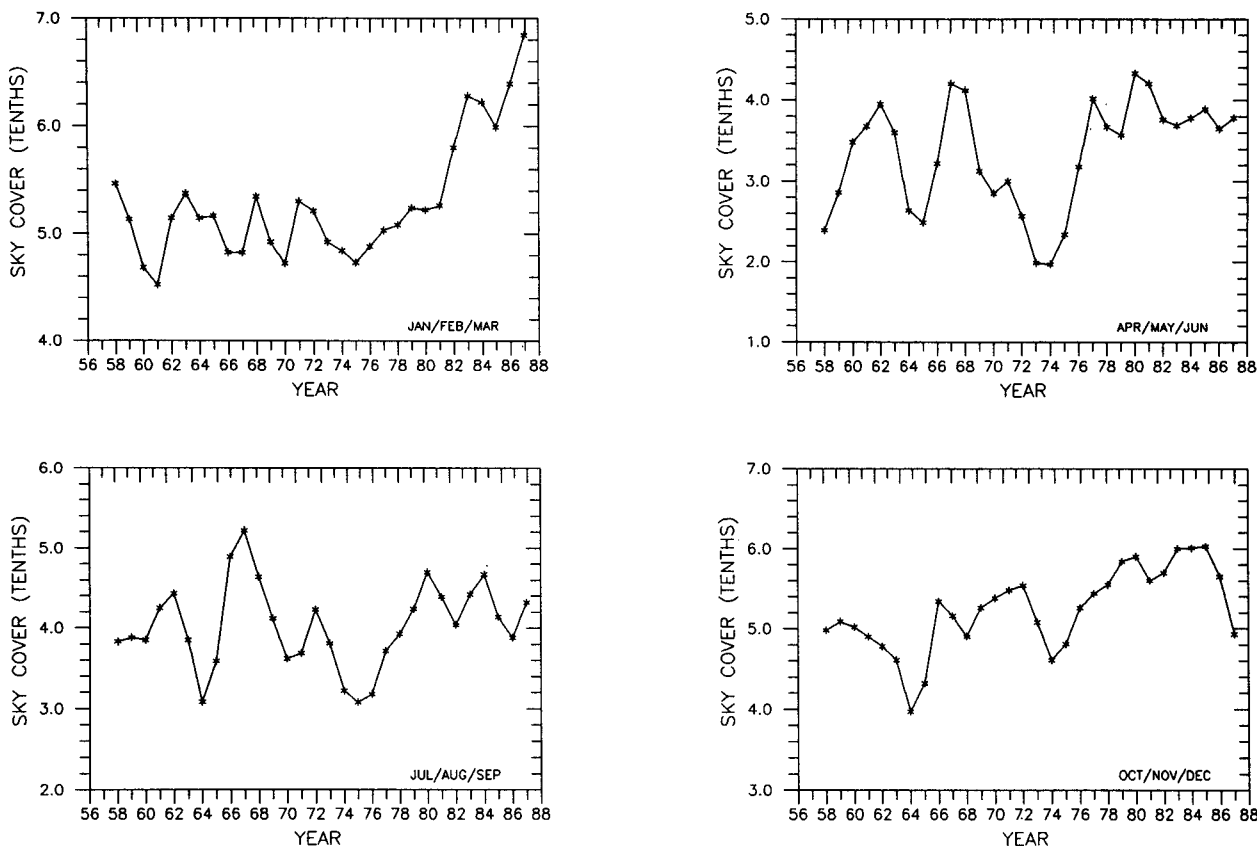 7.0
6.0
5.0
4.0
SKY COVER (TENTHS)
JAN/FEB/MAR
56 58 60 62 64 66 68 70 72 74 76 78 80 82 84 86 88
YEAR
5.0
4.0
3.0
2.0
1.0
SKY COVER (TENTHS)
APR/MAY/JUN
56 58 60 62 64 66 68 70 72 74 76 78 80 82 84 86 88
YEAR
6.0
5.0
4.0
3.0
2.0
SKY COVER (TENTHS)
JUL/AUG/SEP
56 58 60 62 64 66 68 70 72 74 76 78 80 82 84 86 88
YEAR
7.0
6.0
5.0
4.0
3.0
SKY COVER (TENTHS)
OCT/NOV/DEC
56 58 60 62 64 66 68 70 72 74 76 78 80 82 84 86 88
YEAR